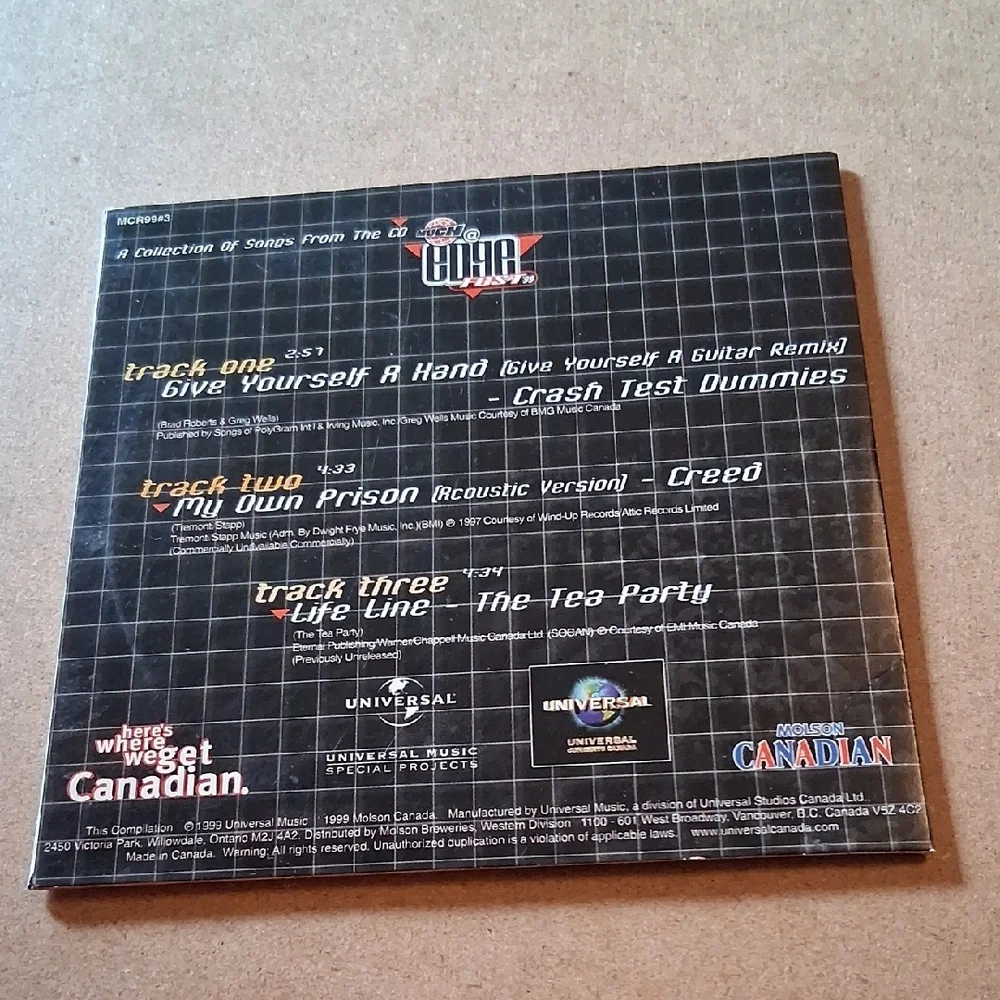 MCR99#3
A Collection Of Songs From The CD
MUCH @
EDGE
FEST 99
track one 2:57
Give Yourself A Hand (Give Yourself A Guitar Remix)
- Crash Test Dummies
(Brad Roberts & Greg Wells)
Published by Songs of PolyGram Int'l & Irving Music, Inc./Greg Wells Music Courtesy of BMG Music Canada
track two 4:33
My Own Prison (Acoustic Version) - Creed
(Tremont/Stapp)
Tremont/Stapp Music (Adm. By Dwight Frye Music, Inc.)(BMI) ℗ 1997 Courtesy of Wind-Up Records/Attic Records Limited
(Commercially Unavailable Commercially)
track three 4:34
Life Line - The Tea Party
(The Tea Party)
Eternal Publishing/Warner/Chappell Music Canada Ltd. (SOCAN) ℗ Courtesy of EMI Music Canada
(Previously Unreleased)
here's
where
we get
Canadian.
UNIVERSAL
UNIVERSAL MUSIC
SPECIAL PROJECTS
UNIVERSAL
UNIVERSAL
CONCERTS CANADA
MOLSON
CANADIAN
This Compilation ℗©1999 Universal Music 1999 Molson Canada. Manufactured by Universal Music, a division of Universal Studios Canada Ltd.
2450 Victoria Park, Willowdale, Ontario M2J 4A2. Distributed by Molson Breweries, Western Division 1100 - 601 West Broadway, Vancouver, B.C. Canada V5Z 4C2
Made in Canada. Warning: All rights reserved. Unauthorized duplication is a violation of applicable laws. www.universalcanada.com